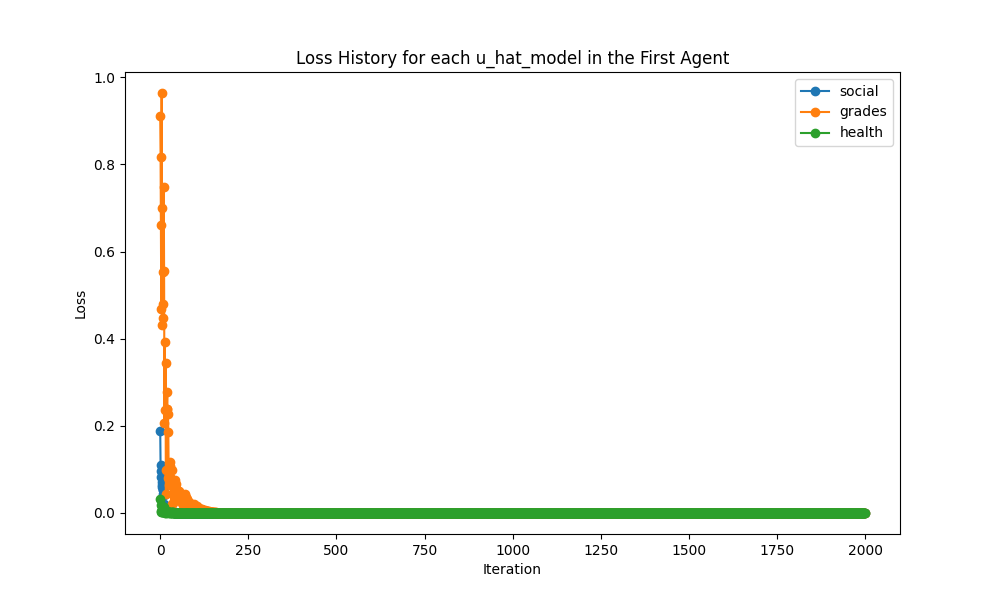 Loss History for each u_hat_model in the First Agent
1.0
0.8
0.6
0.4
0.2
0.0
Loss
social
grades
health
0 250 500 750 1000 1250 1500 1750 2000
Iteration